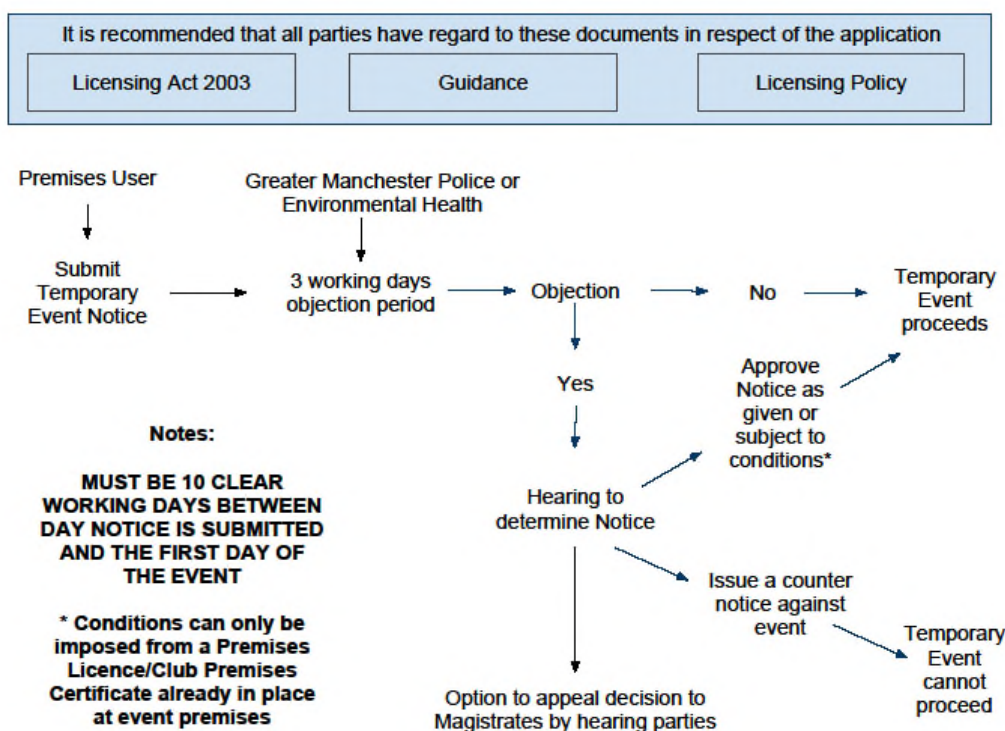 It is recommended that all parties have regard to these documents in respect of the application
Licensing Act 2003
Guidance
Licensing Policy
Premises User
Greater Manchester Police or
Environmental Health
Submit
Temporary
Event Notice
3 working days
objection period
Objection
No
Temporary
Event
proceeds
Yes
Approve
Notice as
given or
subject to
conditions*
Hearing to
determine Notice
Issue a counter
notice against
event
Temporary
Event
cannot
proceed
Option to appeal decision to
Magistrates by hearing parties
Notes:
MUST BE 10 CLEAR
WORKING DAYS BETWEEN
DAY NOTICE IS SUBMITTED
AND THE FIRST DAY OF
THE EVENT
* Conditions can only be
imposed from a Premises
Licence/Club Premises
Certificate already in place
at event premises